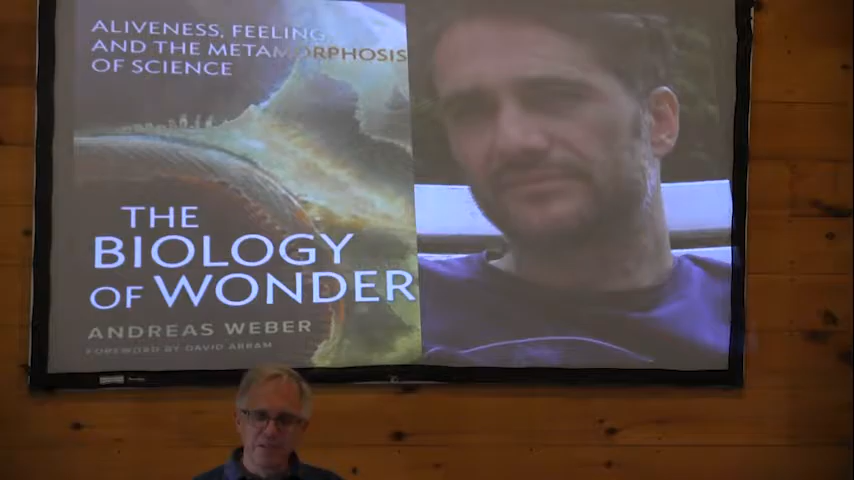 ALIVENESS, FEELING,
AND THE METAMORPHOSIS
OF SCIENCE
THE
BIOLOGY
OF WONDER
ANDREAS WEBER
FOREWORD BY DAVID ABRAM